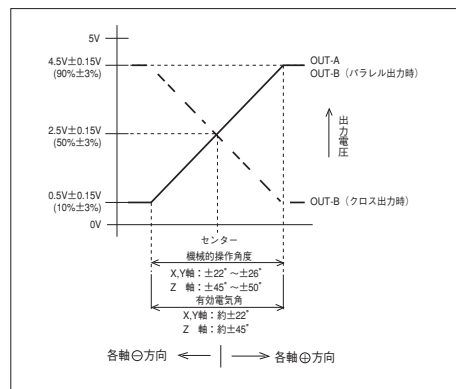 5V
4.5V±0.15V
(90%±3%)
2.5V±0.15V
(50%±3%)
0.5V±0.15V
(10%±3%)
0V
OUT-A
OUT-B（パラレル出力時）
出力電圧
OUT-B（クロス出力時）
センター
機械的操作角度
X,Y軸：±22°～±26°
Z 軸：±45°～±50°
有効電気角
X,Y軸：約±22°
Z 軸：約±45°
各軸⊖方向
各軸⊕方向